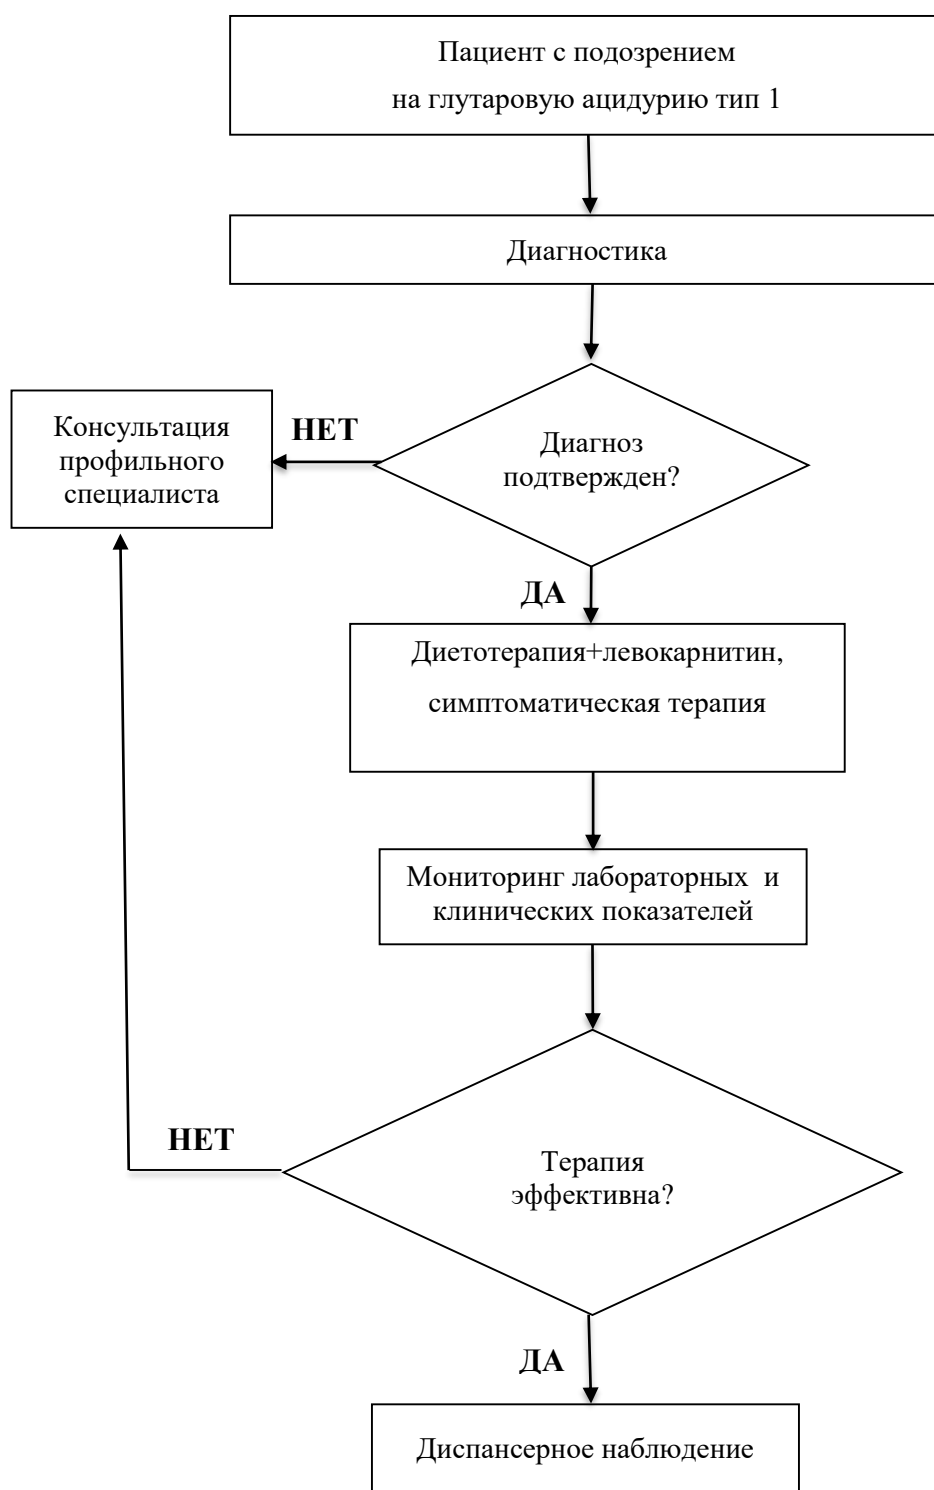 Пациент с подозрением
на глутаровую ацидурию тип 1
Диагностика
Диагноз
подтвержден?
НЕТ
Консультация
профильного
специалиста
ДА
Диетотерапия+левокарнитин,
симптоматическая терапия
Мониторинг лабораторных и
клинических показателей
Терапия
эффективна?
НЕТ
ДА
Диспансерное наблюдение